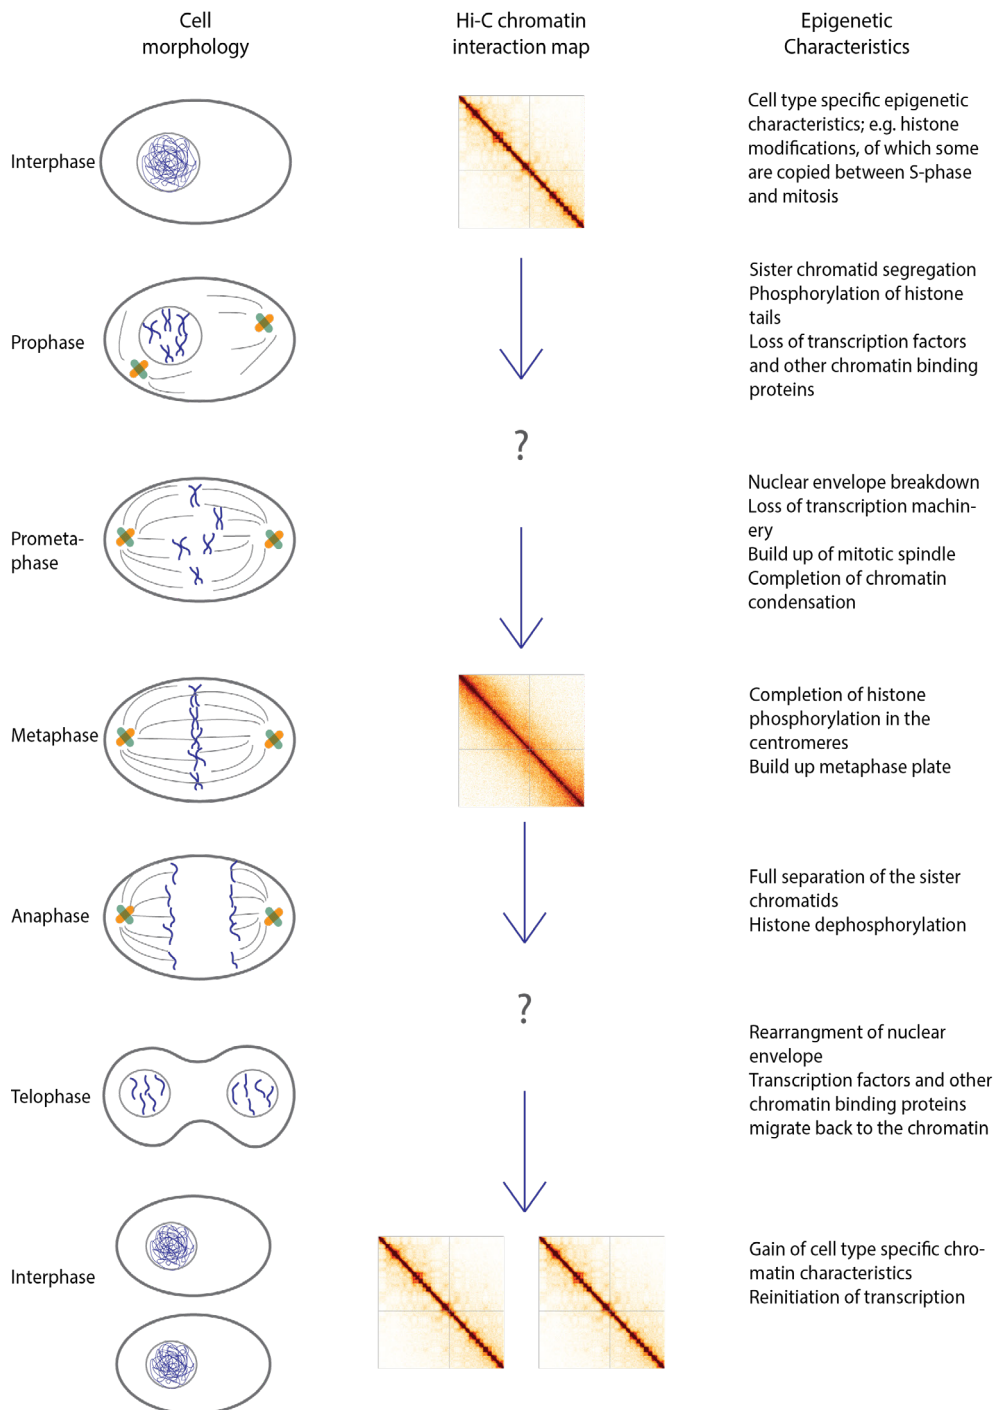 Cell
morphology
Hi-C chromatin
interaction map
Epigenetic
Characteristics
Interphase
Cell type specific epigenetic
characteristics; e.g. histone
modifications, of which some
are copied between S-phase
and mitosis
Prophase
Sister chromatid segregation
Phosphorylation of histone
tails
Loss of transcription factors
and other chromatin binding
proteins
?
Prometa-
phase
Nuclear envelope breakdown
Loss of transcription machin-
ery
Build up of mitotic spindle
Completion of chromatin
condensation
Metaphase
Completion of histone
phosphorylation in the
centromeres
Build up metaphase plate
Anaphase
Full separation of the sister
chromatids
Histone dephosphorylation
?
Telophase
Rearrangment of nuclear
envelope
Transcription factors and other
chromatin binding proteins
migrate back to the chromatin
Interphase
Gain of cell type specific chro-
matin characteristics
Reinitiation of transcription